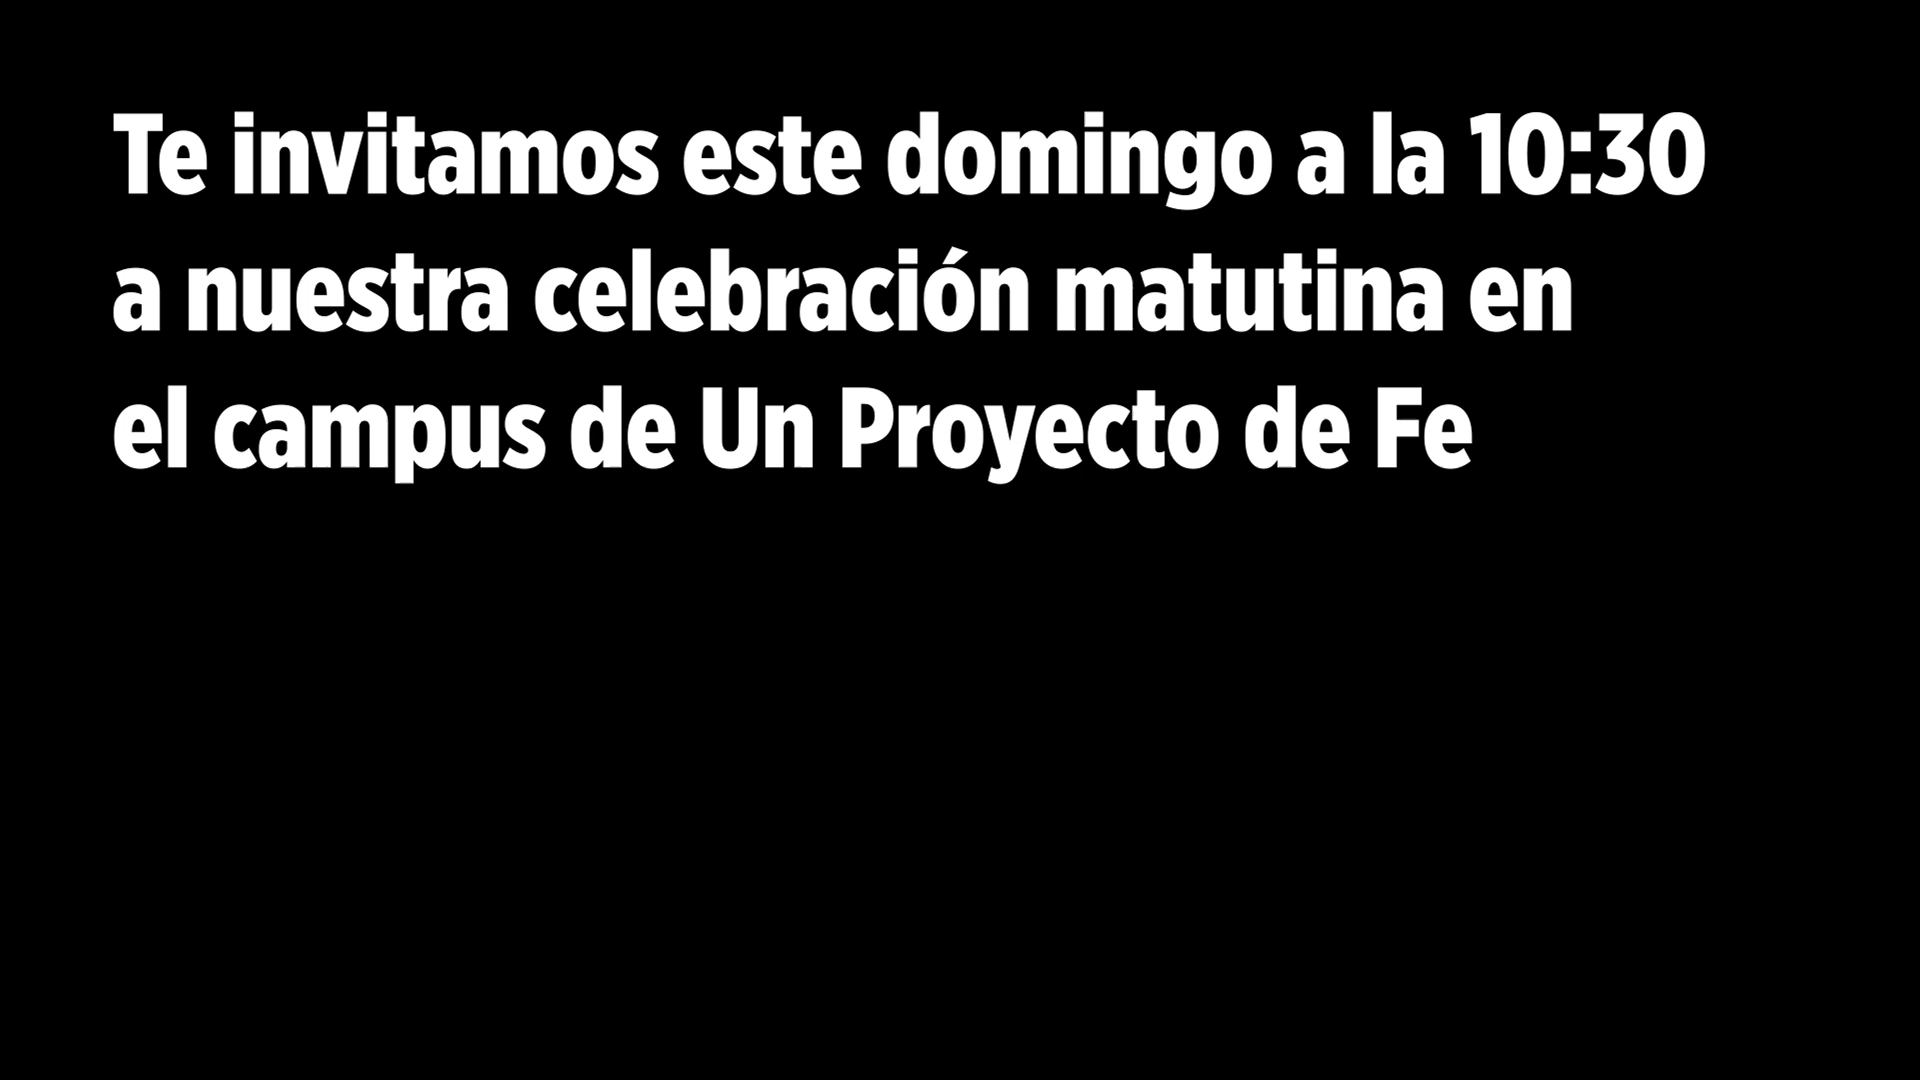 Te invitamos este domingo a la 10:30
a nuestra celebración matutina en
el campus de Un Proyecto de Fe